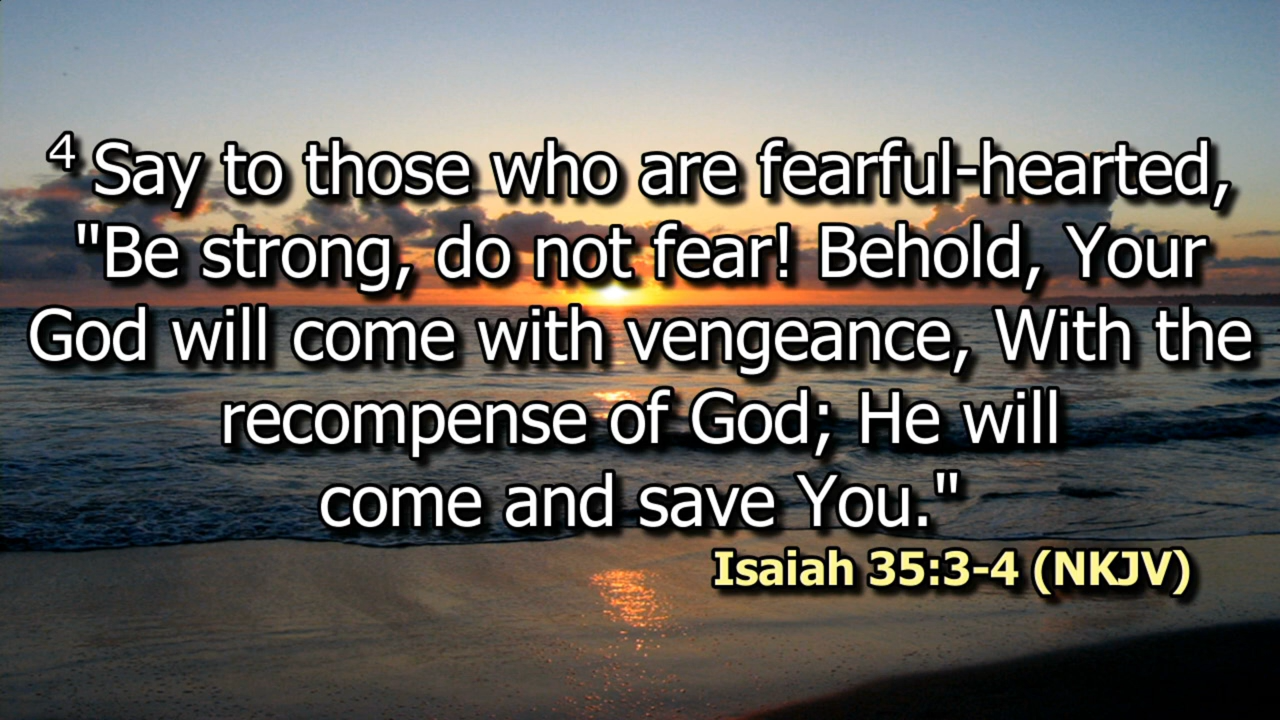 4 Say to those who are fearful-hearted,
"Be strong, do not fear! Behold, Your
God will come with vengeance, With the
recompense of God; He will
come and save You."
Isaiah 35:3-4 (NKJV)